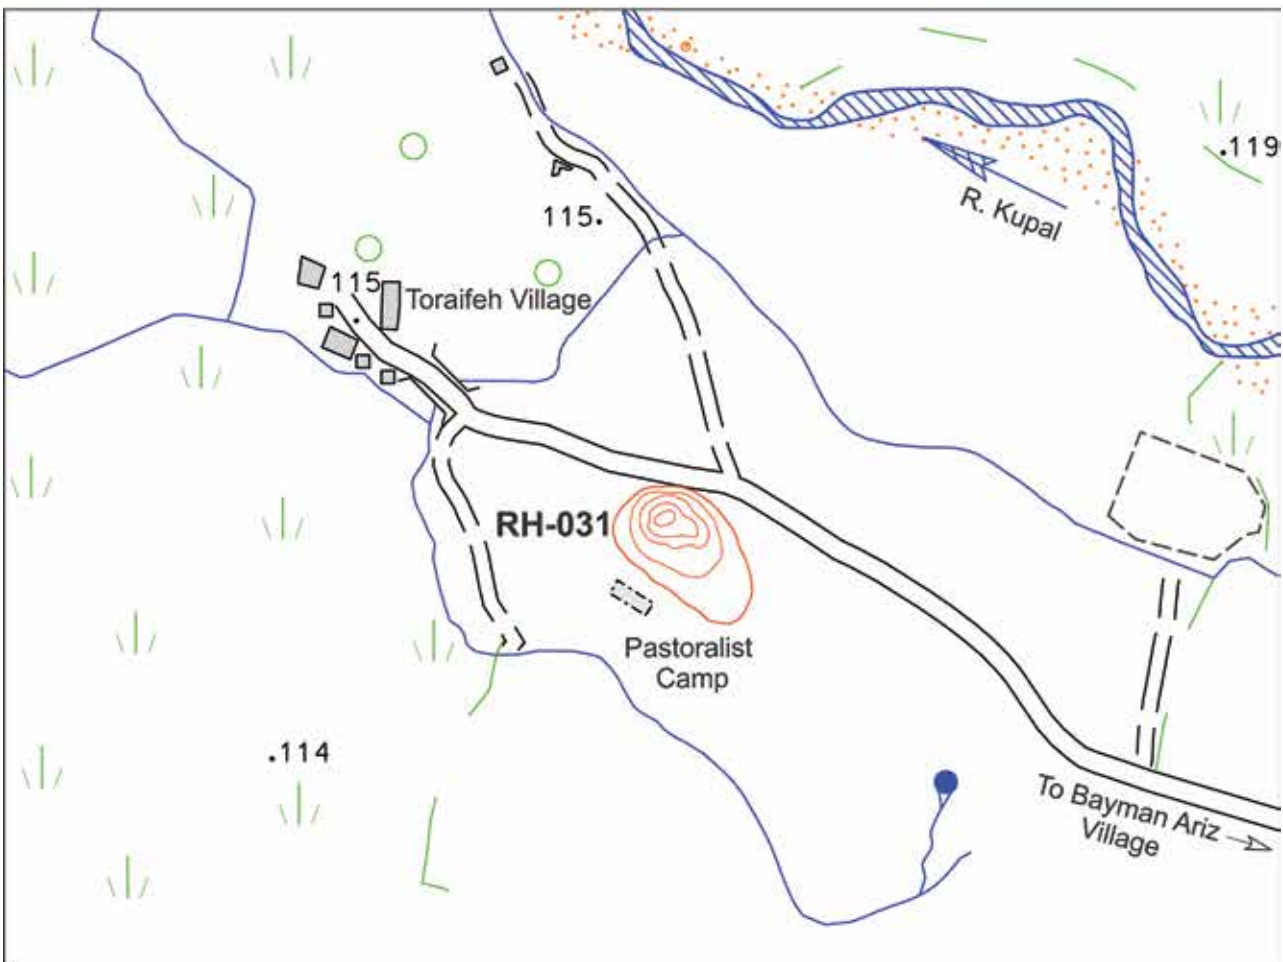 .119
R. Kupal
115.
115
Toraifeh Village
RH-031
Pastoralist
Camp
.114
To Bayman Ariz
Village